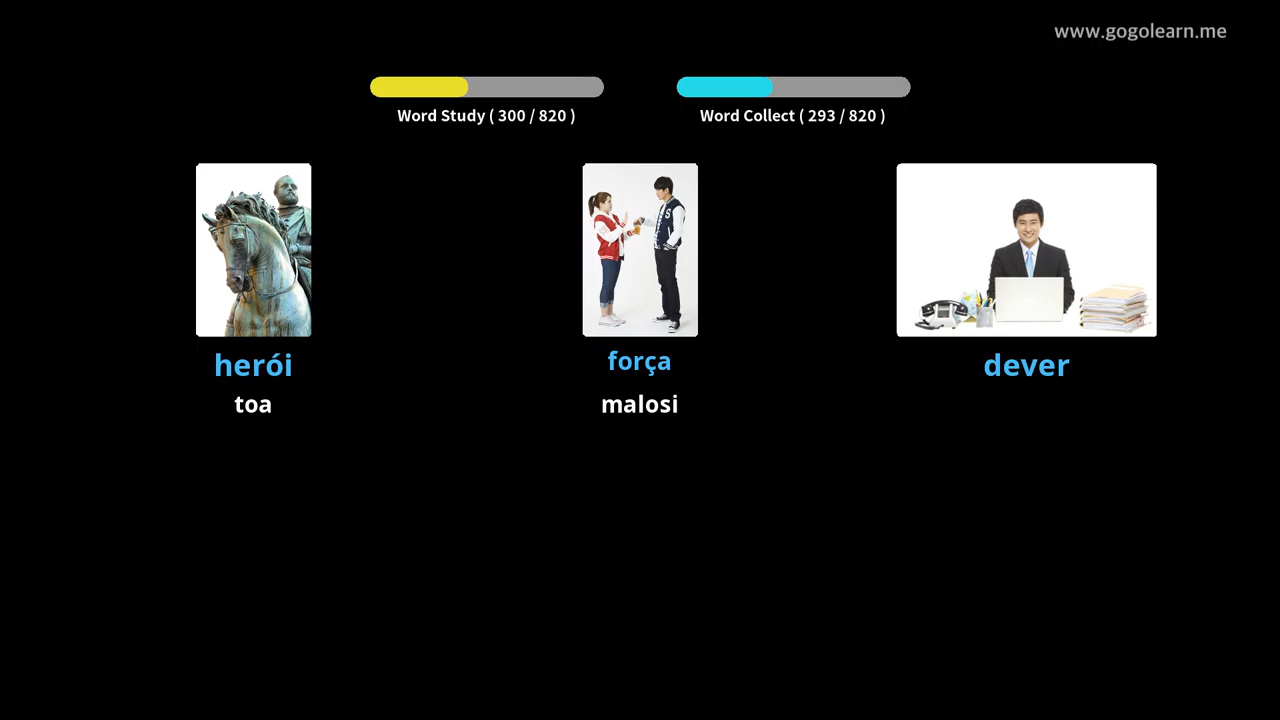 www.gogolearn.me
Word Study ( 300 / 820 )
Word Collect ( 293 / 820 )
herói
força
dever
toa
malosi